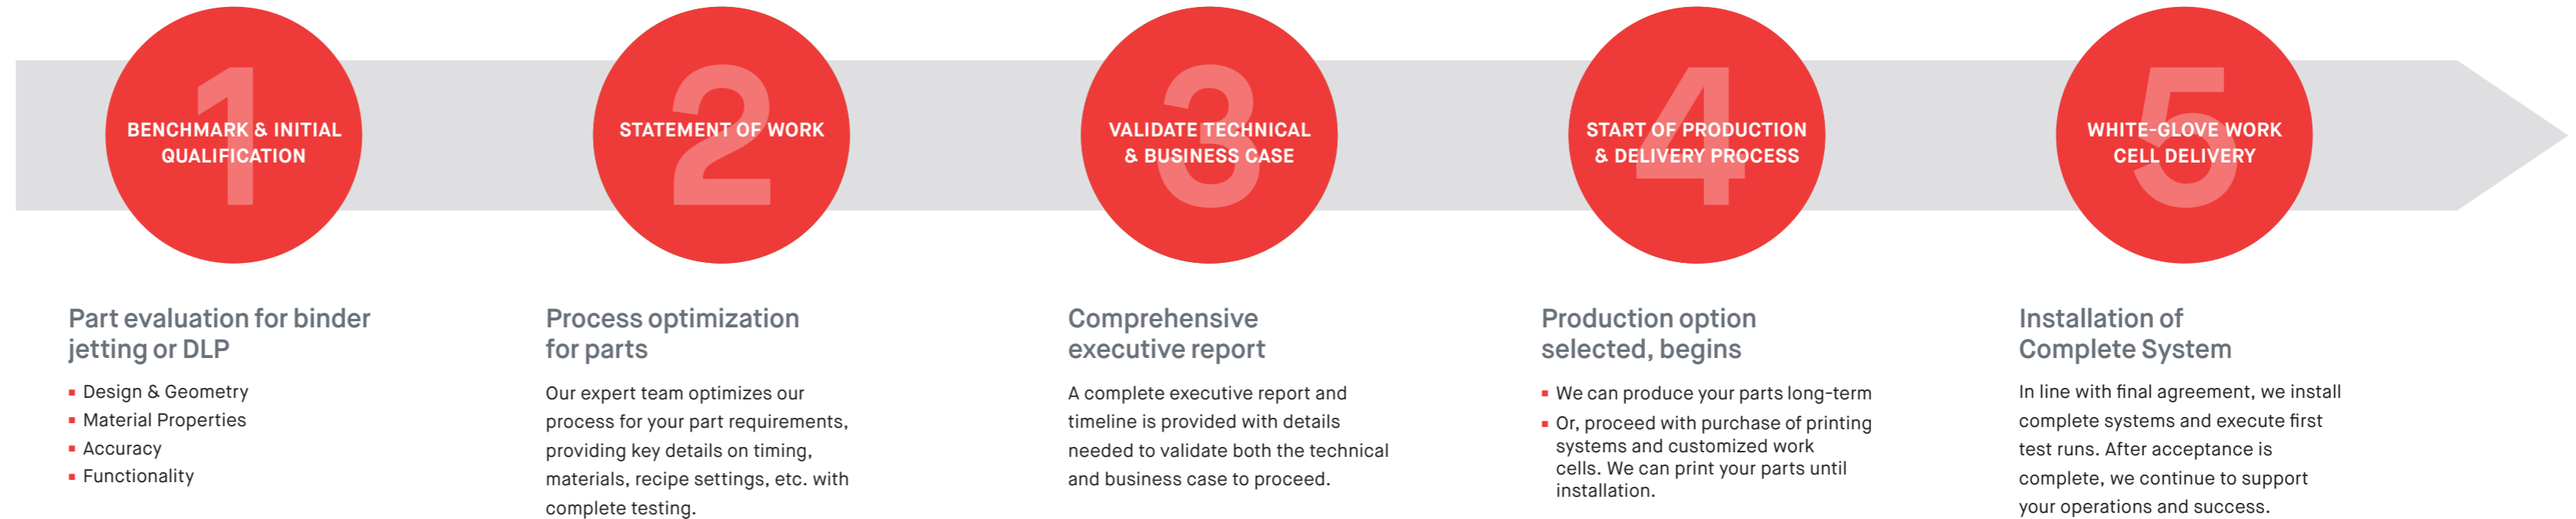 1
BENCHMARK & INITIAL
QUALIFICATION
Part evaluation for binder
jetting or DLP
▪ Design & Geometry
▪ Material Properties
▪ Accuracy
▪ Functionality
2
STATEMENT OF WORK
Process optimization
for parts
Our expert team optimizes our
process for your part requirements,
providing key details on timing,
materials, recipe settings, etc. with
complete testing.
3
VALIDATE TECHNICAL
& BUSINESS CASE
Comprehensive
executive report
A complete executive report and
timeline is provided with details
needed to validate both the technical
and business case to proceed.
4
START OF PRODUCTION
& DELIVERY PROCESS
Production option
selected, begins
▪ We can produce your parts long-term
▪ Or, proceed with purchase of printing
systems and customized work
cells. We can print your parts until
installation.
5
WHITE-GLOVE WORK
CELL DELIVERY
Installation of
Complete System
In line with final agreement, we install
complete systems and execute first
test runs. After acceptance is
complete, we continue to support
your operations and success.